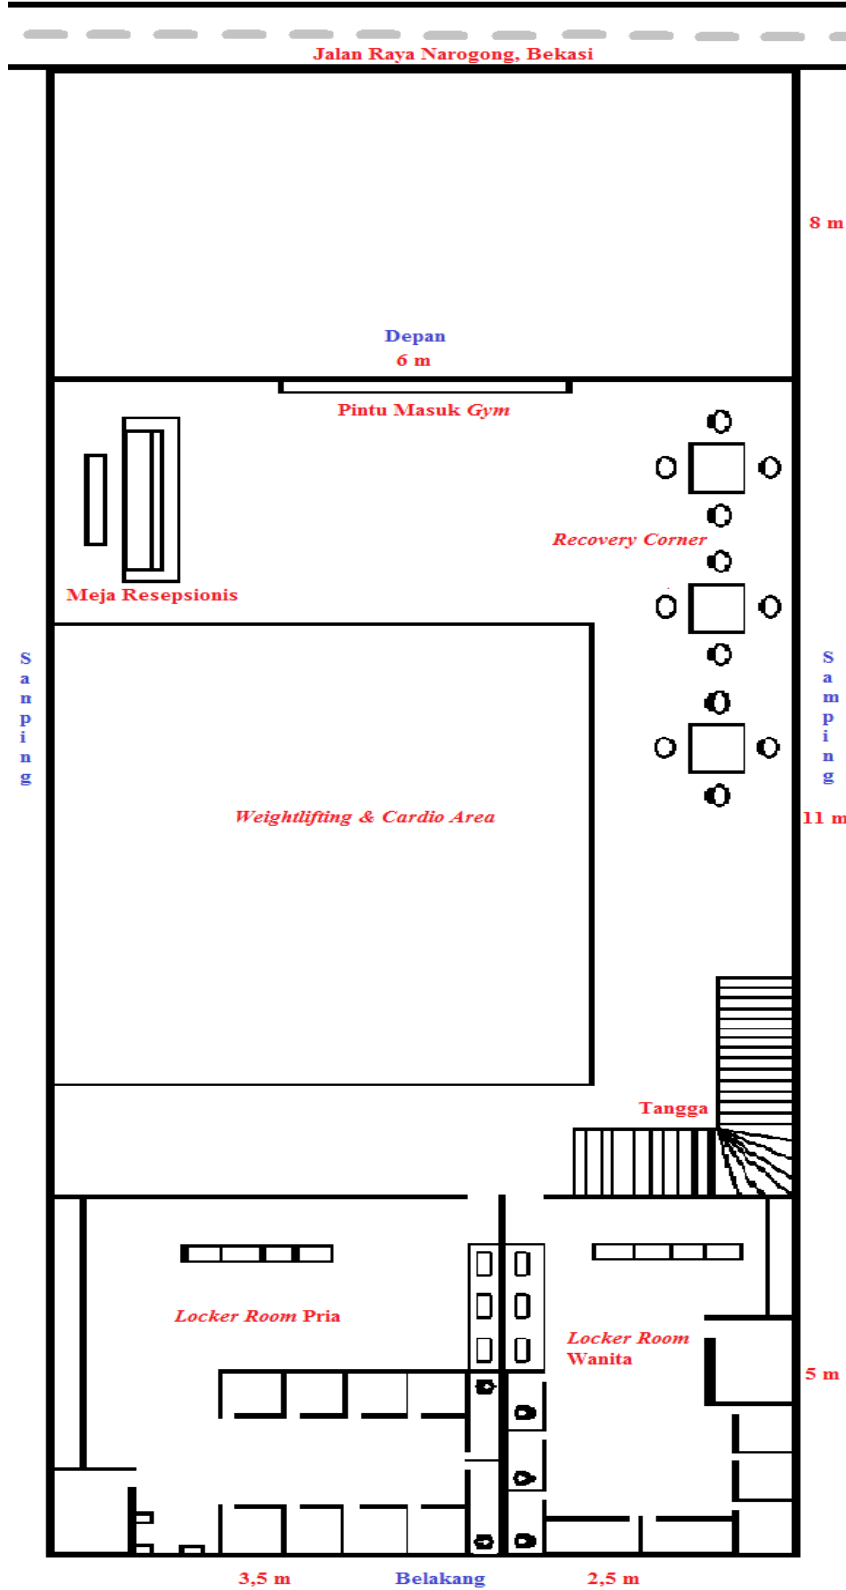 Jalan Raya Narogong, Bekasi
8 m
Depan
6 m
Pintu Masuk Gym
Recovery Corner
Meja Resepsionis
Samping
Samping
Weightlifting & Cardio Area
11 m
Tangga
Locker Room Pria
Locker Room
Wanita
5 m
3,5 m
Belakang
2,5 m